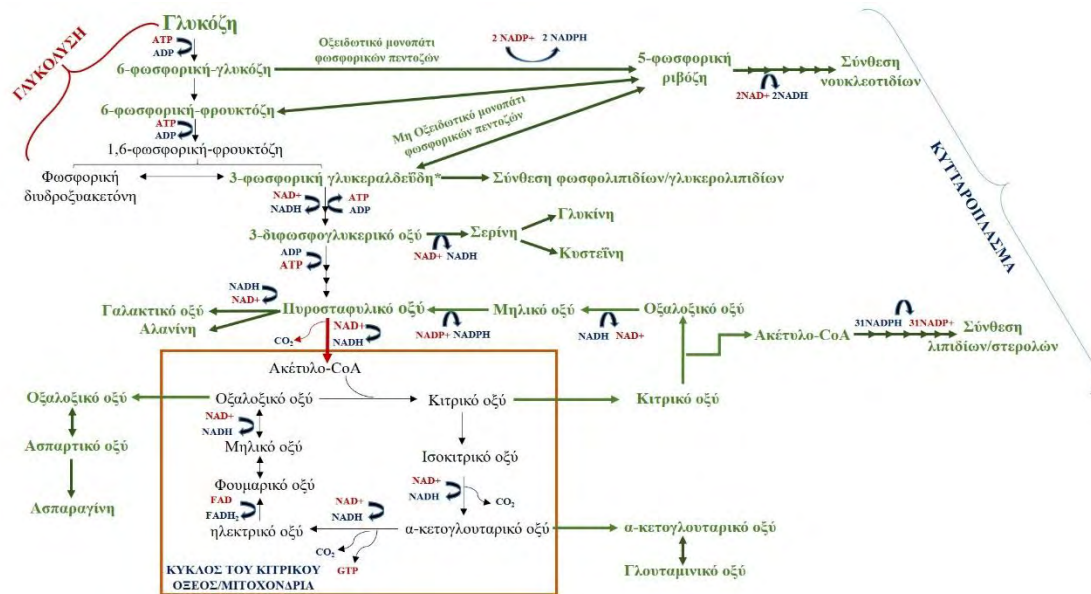 Γλυκόζη
ΓΛΥΚΟΛΥΣΗ
ATP
ADP
Οξειδωτικό μονοπάτι
φωσφορικών πεντοζών
2 NADP+ 2 NADPH
6-φωσφορική-γλυκόζη
5-φωσφορική
ριβόζη
Σύνθεση
νουκλεοτιδίων
2NAD+ 2NADH
6-φωσφορική-φρουκτόζη
ATP
ADP
Μη Οξειδωτικό μονοπάτι
φωσφορικών πεντοζών
1,6-φωσφορική-φρουκτόζη
Φωσφορική
διυδροξυακετόνη
3-φωσφορική γλυκεραλδεΰδη*
Σύνθεση φωσφολιπιδίων/γλυκερολιπιδίων
ΚΥΤΤΑΡΟΠΛΑΣΜΑ
NAD+
NADH
ATP
ADP
Γλυκίνη
3-διφωσφογλυκερικό οξύ
Σερίνη
NAD+ NADH
Κυστεΐνη
ADP
ATP
NADH
NAD+
Γαλακτικό οξύ
Αλανίνη
Πυροσταφυλικό οξύ
Μηλικό οξύ
Οξαλοξικό οξύ
NADP+ NADPH
NADH NAD+
CO2
NAD+
NADH
Ακέτυλο-CoA
31NADPH 31NADP+
Σύνθεση
λιπιδίων/στερολών
Ακέτυλο-CoA
Οξαλοξικό οξύ
Οξαλοξικό οξύ
Κιτρικό οξύ
Κιτρικό οξύ
NAD+
NADH
Ασπαρτικό οξύ
Μηλικό οξύ
Ισοκιτρικό οξύ
Φουμαρικό οξύ
NAD+
NADH
CO2
Ασπαραγίνη
FAD
FADH2
NAD+
NADH
ηλεκτρικό οξύ
α-κετογλουταρικό οξύ
α-κετογλουταρικό οξύ
CO2
GTP
Γλουταμινικό οξύ
ΚΥΚΛΟΣ ΤΟΥ ΚΙΤΡΙΚΟΥ
ΟΞΕΟΣ/ΜΙΤΟΧΟΝΔΡΙΑ